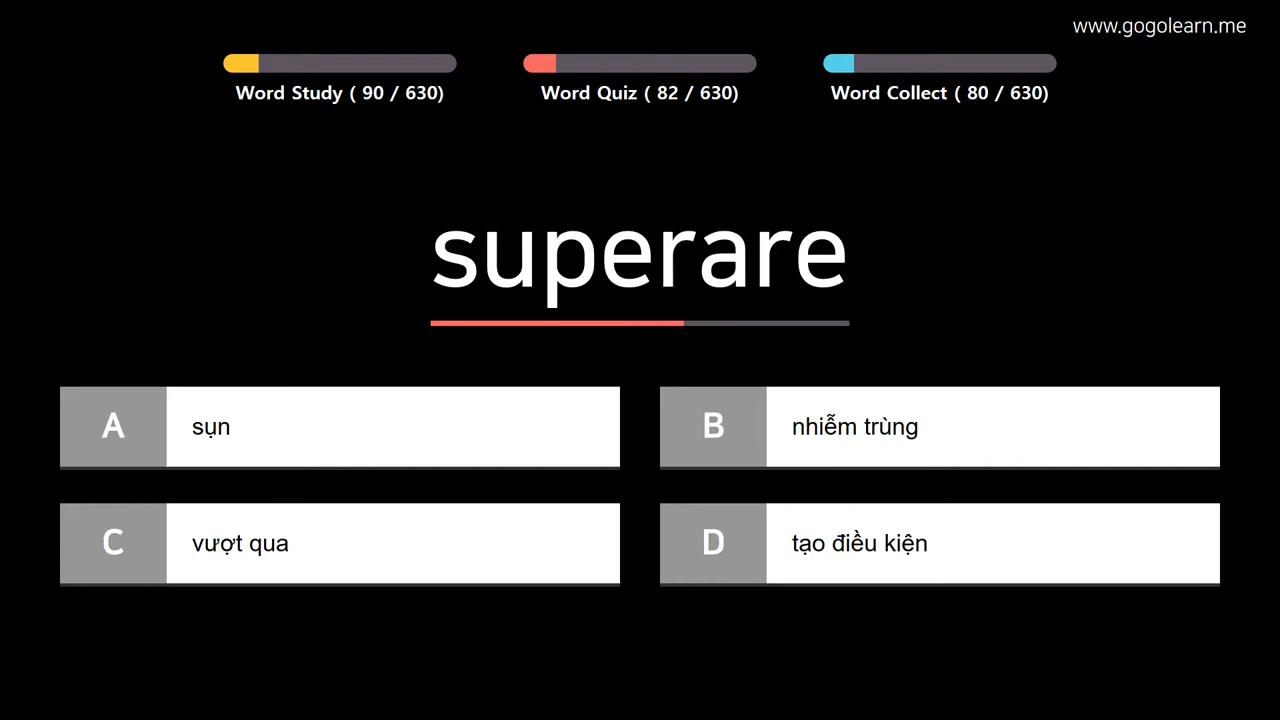 www.gogolearn.me
Word Study ( 90 / 630)
Word Quiz ( 82 / 630)
Word Collect ( 80 / 630)
superare
A sụn
B nhiễm trùng
C vượt qua
D tạo điều kiện